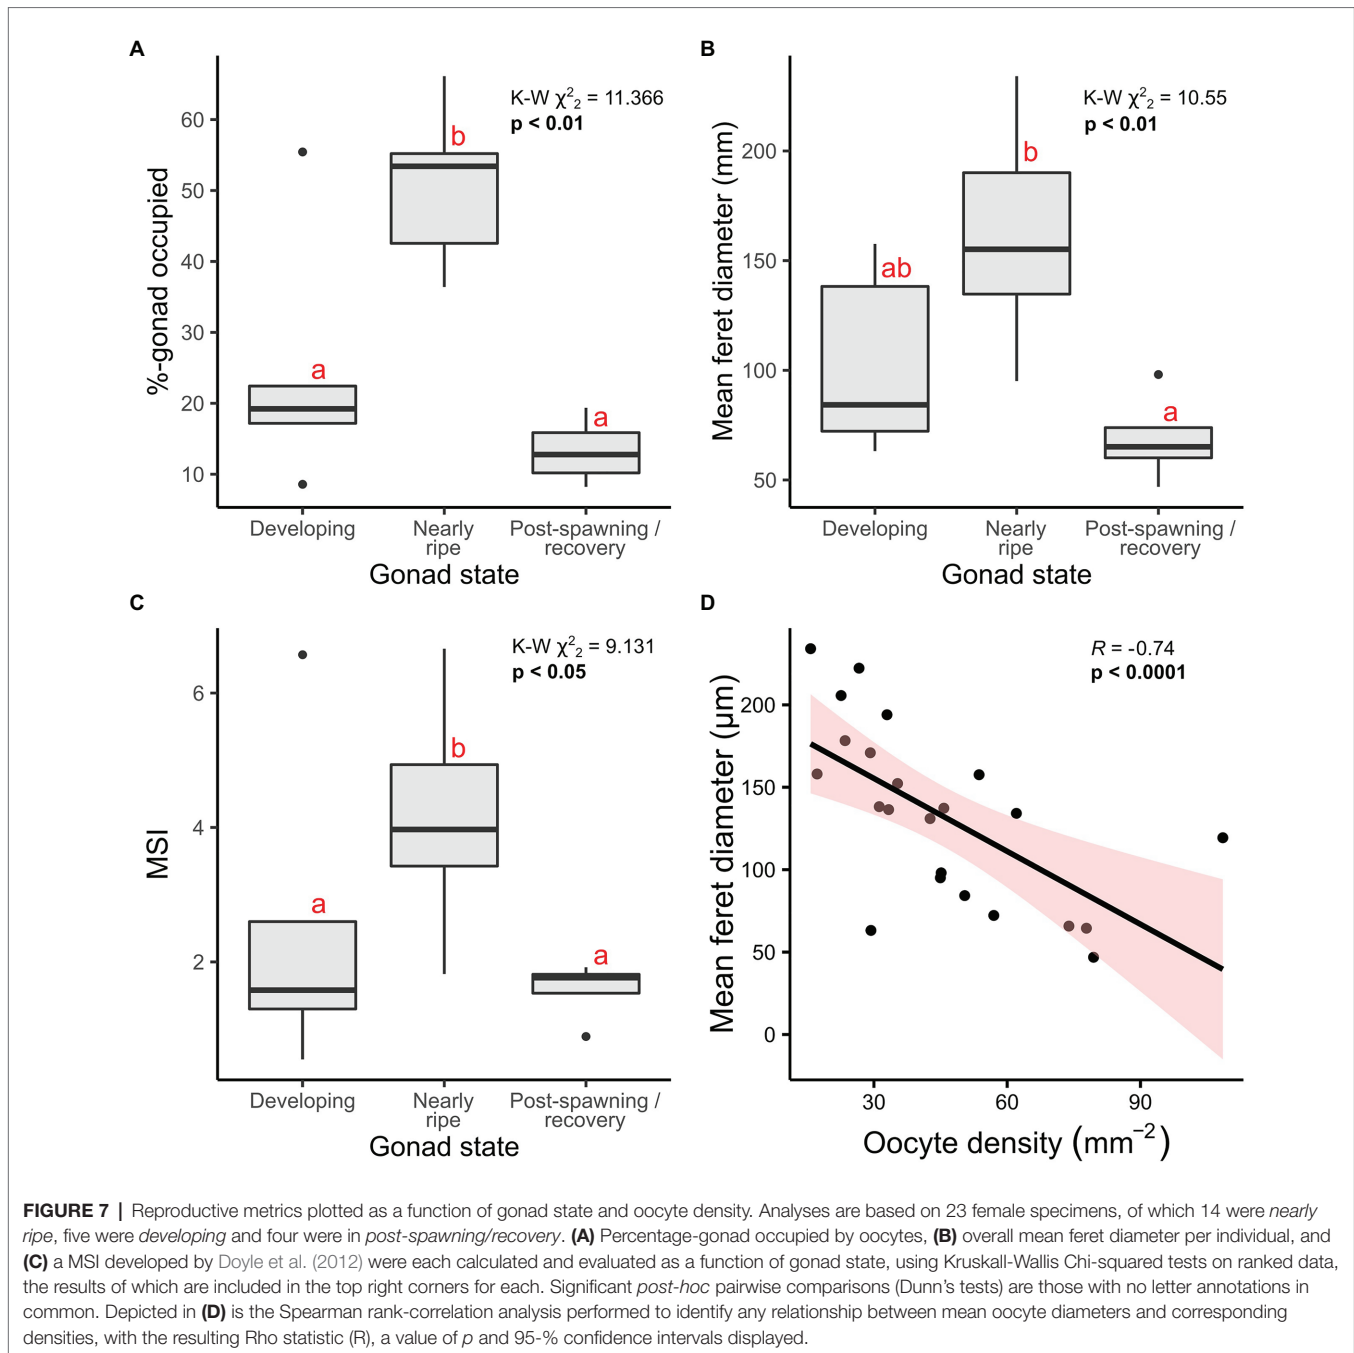 A
K-W χ²₂ = 11.366
p < 0.01
%-gonad occupied
60
50
40
30
20
10
a
b
a
Developing
Nearly
ripe
Post-spawning /
recovery
Gonad state
B
K-W χ²₂ = 10.55
p < 0.01
Mean feret diameter (mm)
200
150
100
50
ab
b
a
Developing
Nearly
ripe
Post-spawning /
recovery
Gonad state
C
K-W χ²₂ = 9.131
p < 0.05
MSI
6
4
2
a
b
a
Developing
Nearly
ripe
Post-spawning /
recovery
Gonad state
D
R = -0.74
p < 0.0001
Mean feret diameter (µm)
200
150
100
50
0
30
60
90
Oocyte density (mm⁻²)
FIGURE 7 | Reproductive metrics plotted as a function of gonad state and oocyte density. Analyses are based on 23 female specimens, of which 14 were nearly
ripe, five were developing and four were in post-spawning/recovery. (A) Percentage-gonad occupied by oocytes, (B) overall mean feret diameter per individual, and
(C) a MSI developed by Doyle et al. (2012) were each calculated and evaluated as a function of gonad state, using Kruskall-Wallis Chi-squared tests on ranked data,
the results of which are included in the top right corners for each. Significant post-hoc pairwise comparisons (Dunn's tests) are those with no letter annotations in
common. Depicted in (D) is the Spearman rank-correlation analysis performed to identify any relationship between mean oocyte diameters and corresponding
densities, with the resulting Rho statistic (R), a value of p and 95-% confidence intervals displayed.